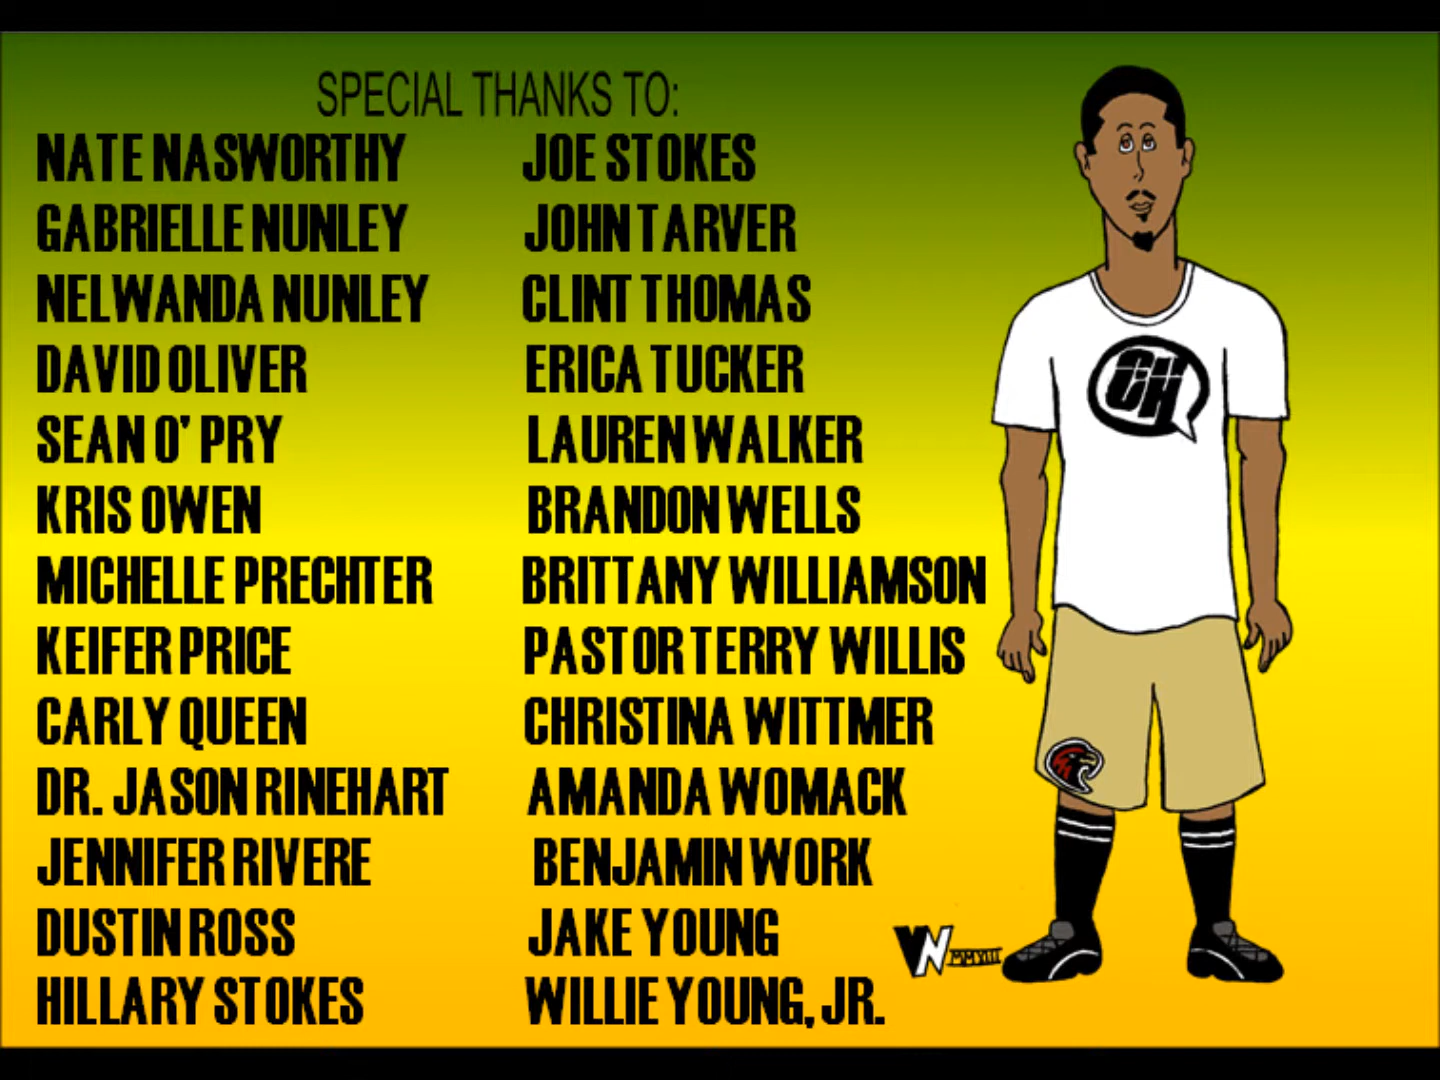 SPECIAL THANKS TO:
NATE NASWORTHY
GABRIELLE NUNLEY
NELWANDA NUNLEY
DAVID OLIVER
SEAN O' PRY
KRIS OWEN
MICHELLE PRECHTER
KEIFER PRICE
CARLY QUEEN
DR. JASON RINEHART
JENNIFER RIVERE
DUSTIN ROSS
HILLARY STOKES
JOE STOKES
JOHN TARVER
CLINT THOMAS
ERICA TUCKER
LAUREN WALKER
BRANDON WELLS
BRITTANY WILLIAMSON
PASTOR TERRY WILLIS
CHRISTINA WITTMER
AMANDA WOMACK
BENJAMIN WORK
JAKE YOUNG
WILLIE YOUNG, JR.
CH
VN MMXIII